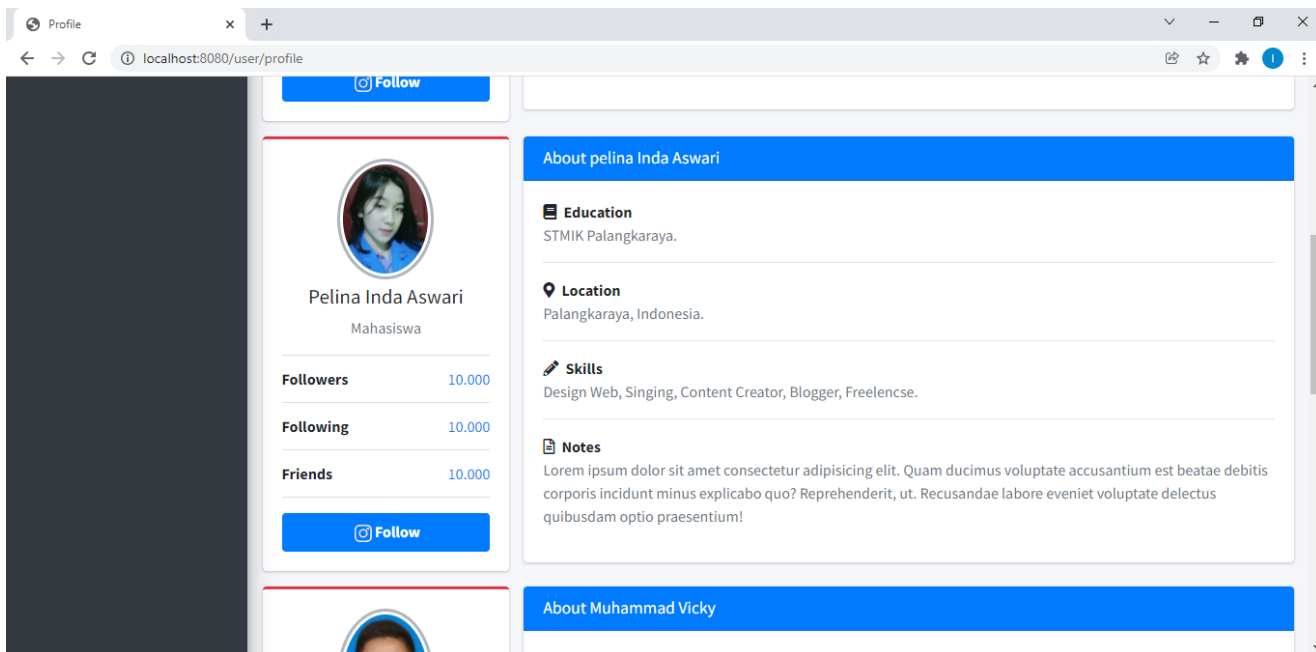 Profile
localhost:8080/user/profile
I
Follow
Pelina Inda Aswari
Mahasiswa
Followers 10.000
Following 10.000
Friends 10.000
Follow
About pelina Inda Aswari
Education
STMIK Palangkaraya.
Location
Palangkaraya, Indonesia.
Skills
Design Web, Singing, Content Creator, Blogger, Freelencse.
Notes
Lorem ipsum dolor sit amet consectetur adipisicing elit. Quam ducimus voluptate accusantium est beatae debitis
corporis incidunt minus explicabo quo? Reprehenderit, ut. Recusandae labore eveniet voluptate delectus
quibusdam optio praesentium!
About Muhammad Vicky